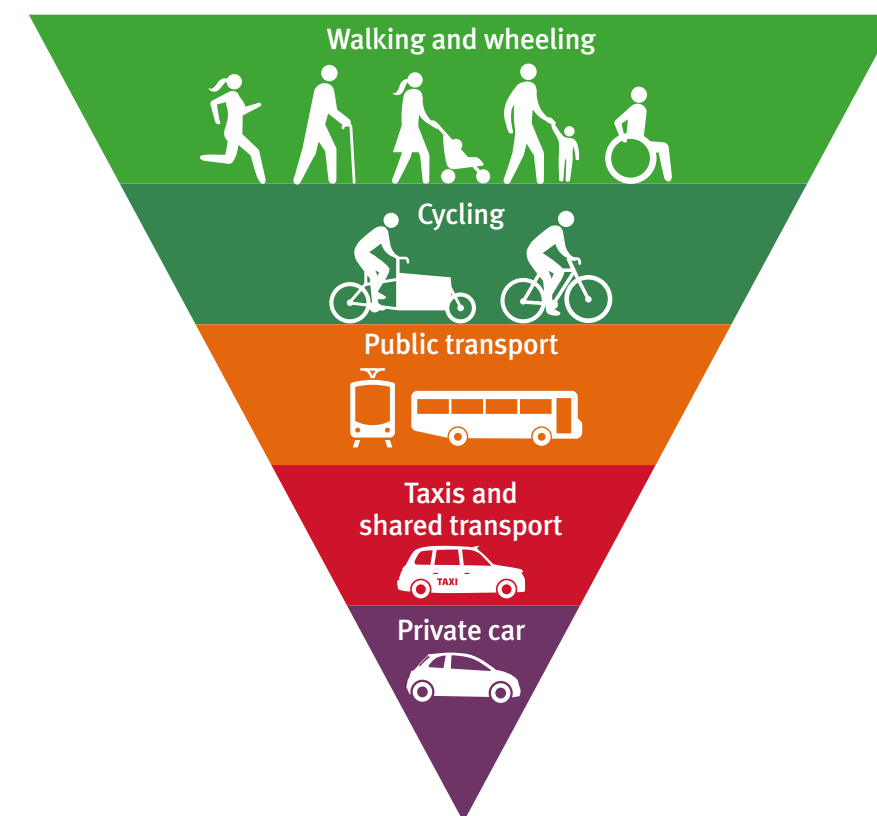 Walking and wheeling
Cycling
Public transport
Taxis and
shared transport
TAXI
Private car